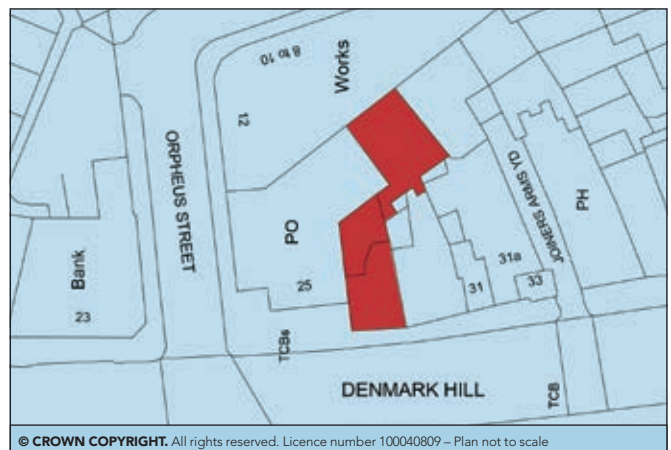 8 to 10
Works
12
ORPHEUS STREET
JOINERS ARMS YD
PH
PO
Bank
31a
33
31
25
23
TCBs
DENMARK HILL
TCB
© CROWN COPYRIGHT. All rights reserved. Licence number 100040809 – Plan not to scale